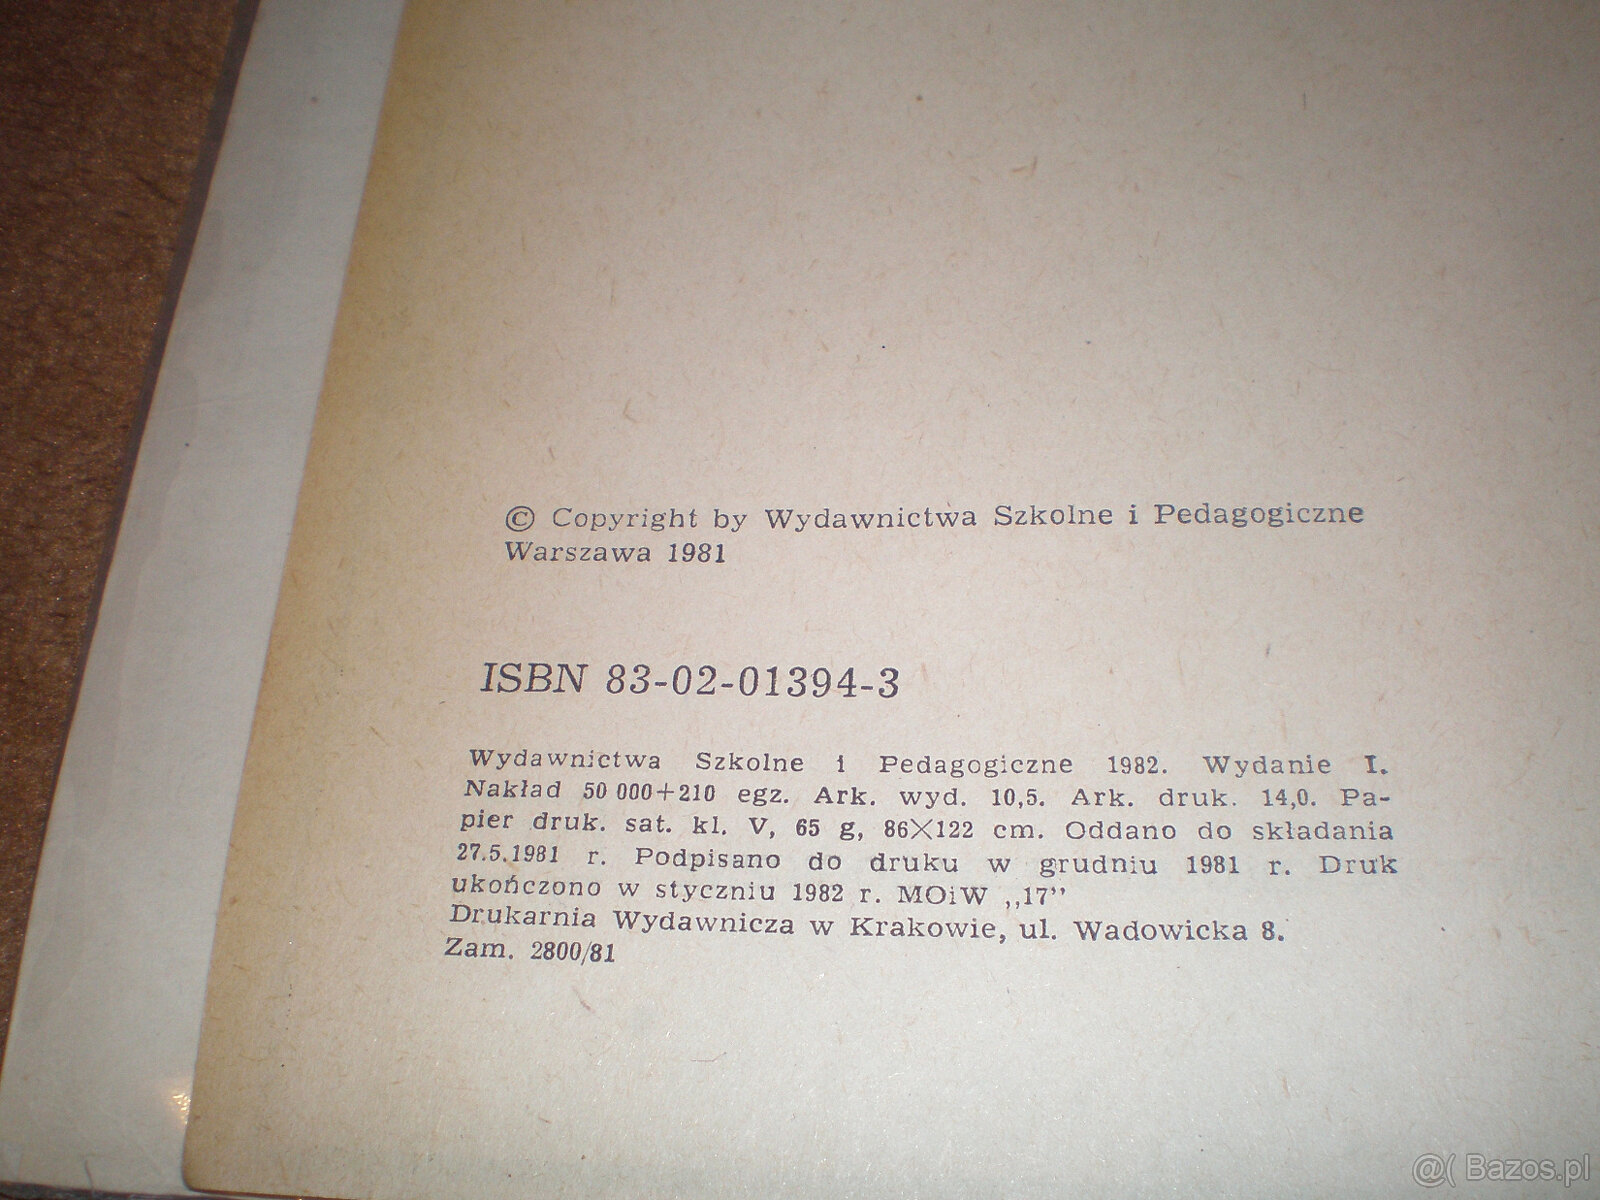 © Copyright by Wydawnictwa Szkolne i Pedagogiczne
Warszawa 1981
ISBN 83-02-01394-3
Wydawnictwa Szkolne i Pedagogiczne 1982. Wydanie I.
Nakład 50 000+210 egz. Ark. wyd. 10,5. Ark. druk. 14,0. Pa-
pier druk. sat. kl. V, 65 g, 86×122 cm. Oddano do składania
27.5.1981 r. Podpisano do druku w grudniu 1981 r. Druk
ukończono w styczniu 1982 r. MOiW „17”
Drukarnia Wydawnicza w Krakowie, ul. Wadowicka 8.
Zam. 2800/81
@( Bazos.pl